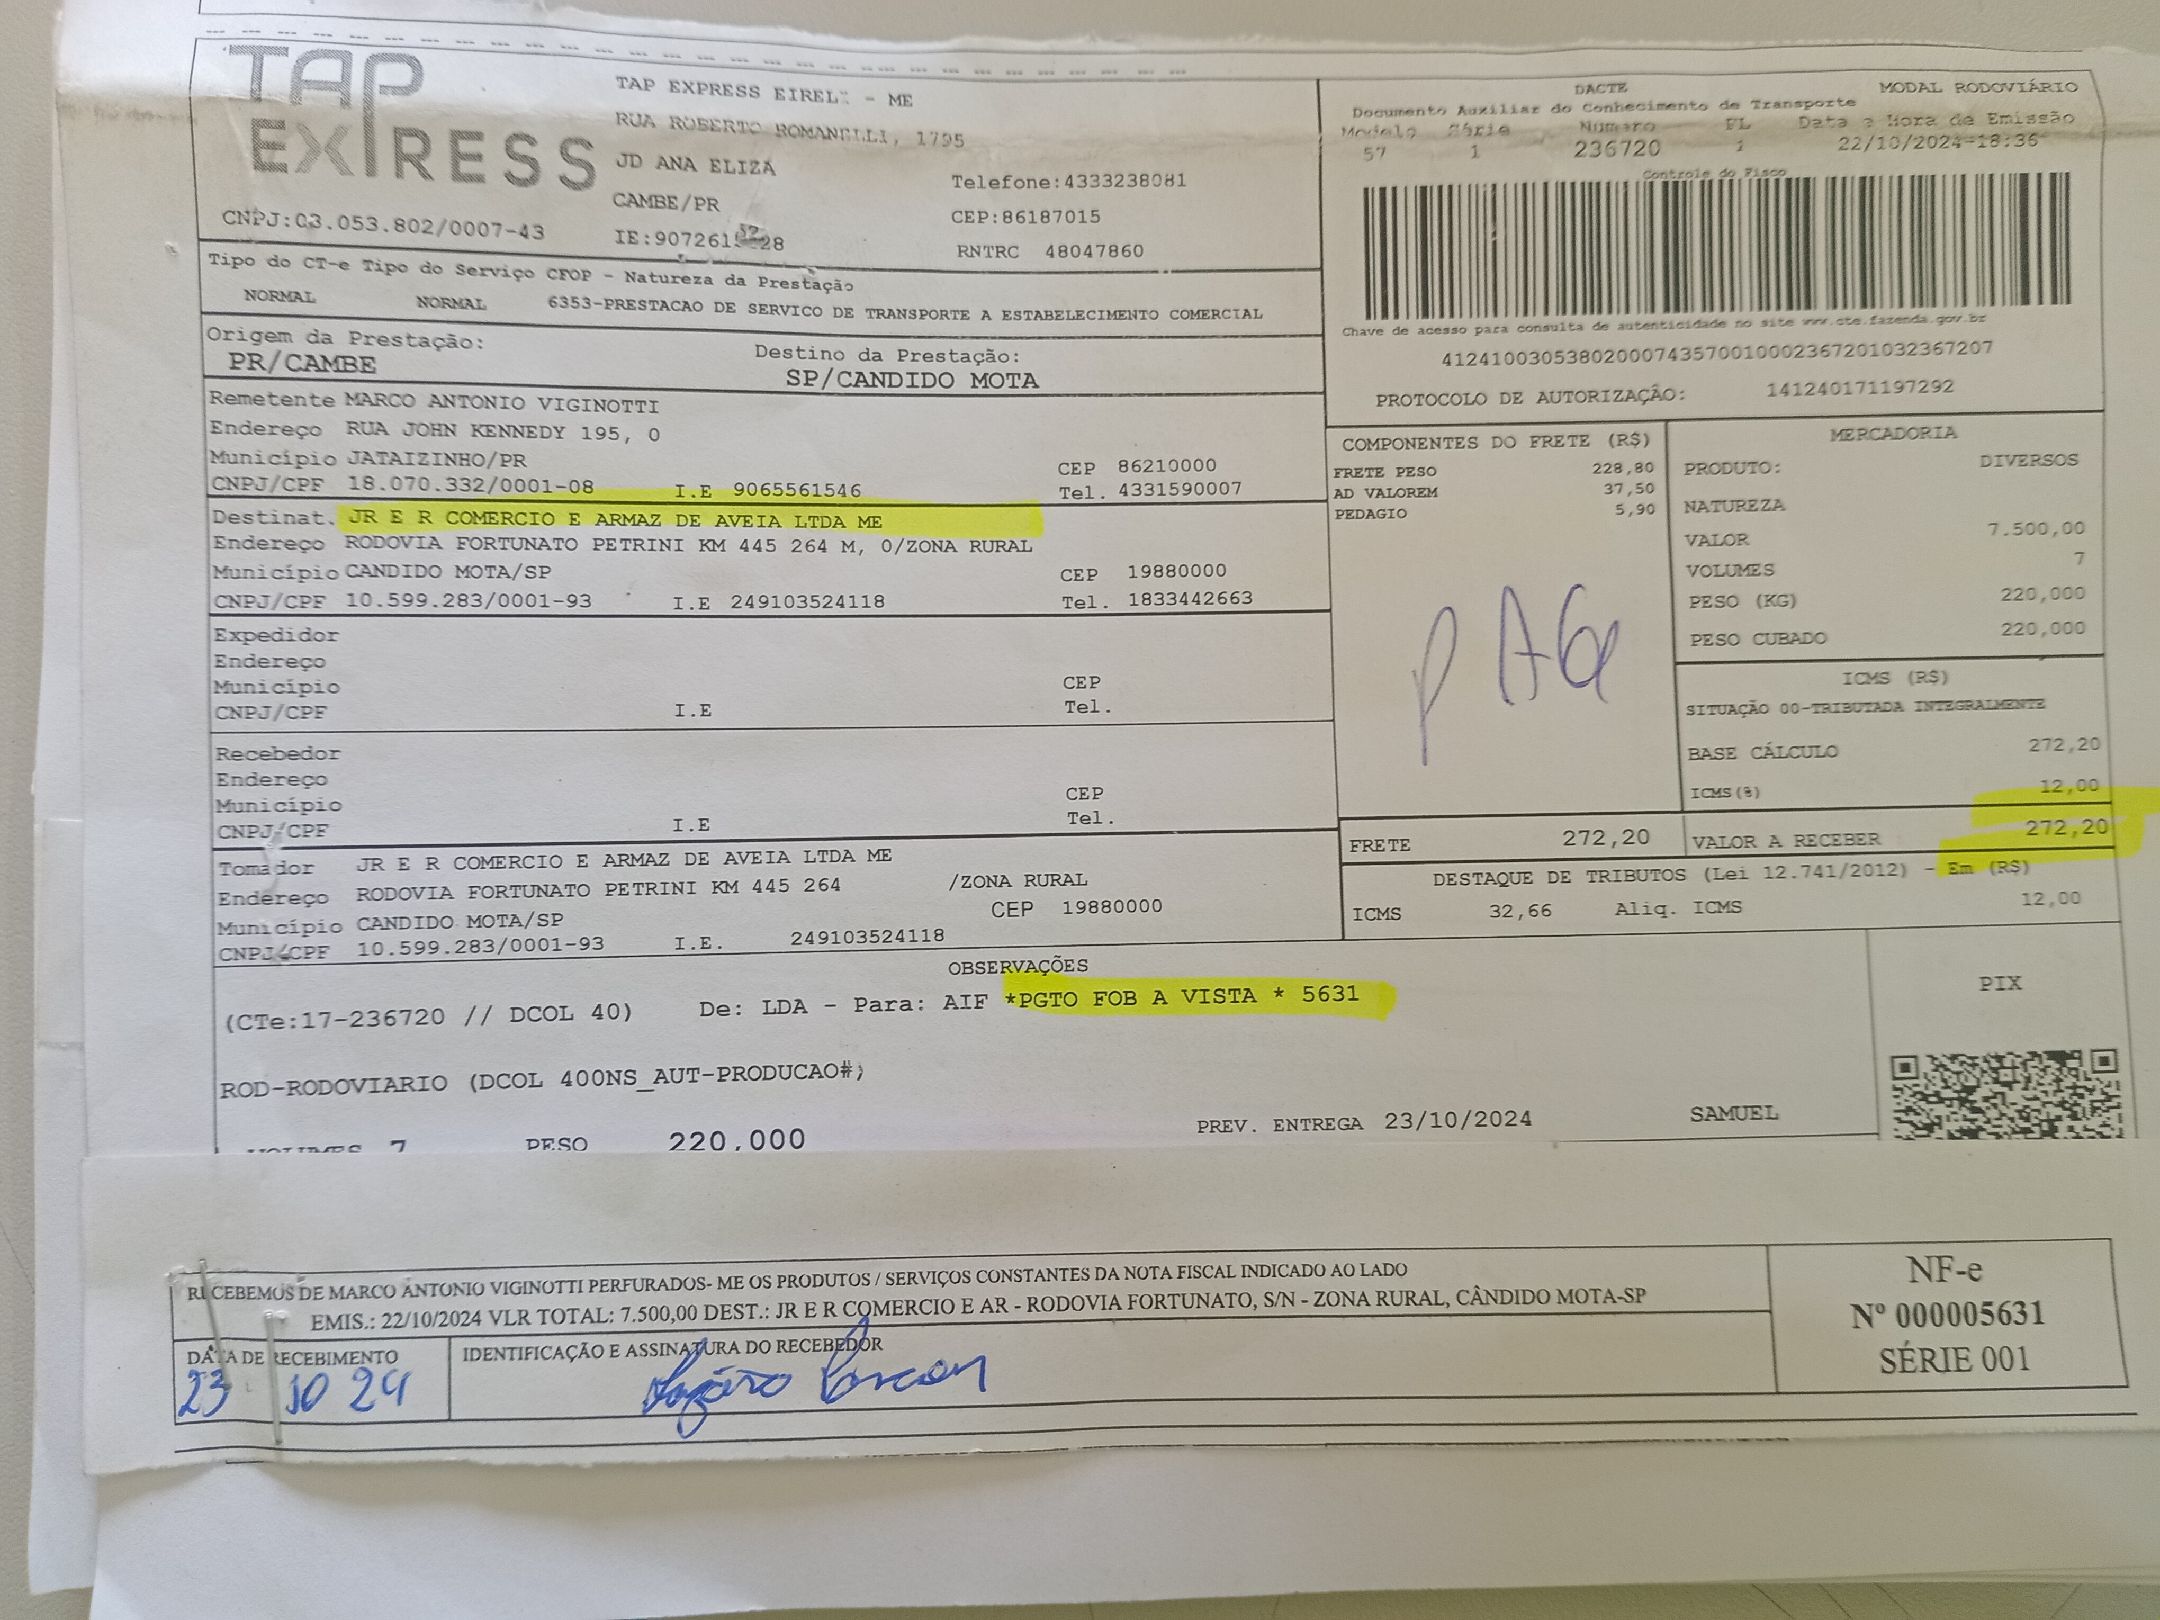 TAP
EXPRESS
CNPJ:03.053.802/0007-43
TAP EXPRESS EIRELI - ME
RUA ROBERTO ROMANELLI, 1795
JD ANA ELIZA
CAMBE/PR
Telefone:4333238081
CEP:86187015
RNTRC 48047860
DACTE MODAL RODOVIÁRIO
Documento Auxiliar do Conhecimento de Transporte
Modelo Série Número FL Data e Hora de Emissão
57 1 236720 1 22/10/2024-18:36
Controle do Fisco
Chave de acesso para consulta de autenticidade no site www.cte.fazenda.gov.br
41241003053802000743570010002367201032367207
PROTOCOLO DE AUTORIZAÇÃO: 141240171197292
Tipo do CT-e Tipo do Serviço CFOP - Natureza da Prestação
NORMAL NORMAL 6353-PRESTACAO DE SERVICO DE TRANSPORTE A ESTABELECIMENTO COMERCIAL
Origem da Prestação:
PR/CAMBE
Destino da Prestação:
SP/CANDIDO MOTA
Remetente MARCO ANTONIO VIGINOTTI
Endereço RUA JOHN KENNEDY 195, 0
Município JATAIZINHO/PR CEP 86210000
CNPJ/CPF 18.070.332/0001-08 I.E 9065561546 Tel. 4331590007
Destinat. JR E R COMERCIO E ARMAZ DE AVEIA LTDA ME
Endereço RODOVIA FORTUNATO PETRINI KM 445 264 M, 0/ZONA RURAL
Município CANDIDO MOTA/SP CEP 19880000
CNPJ/CPF 10.599.283/0001-93 I.E 249103524118 Tel. 1833442663
Expedidor
Endereço
Município CEP
CNPJ/CPF I.E Tel.
Recebedor
Endereço
Município CEP
CNPJ/CPF I.E Tel.
Tomador JR E R COMERCIO E ARMAZ DE AVEIA LTDA ME
Endereço RODOVIA FORTUNATO PETRINI KM 445 264 /ZONA RURAL
Município CANDIDO MOTA/SP CEP 19880000
CNPJ/CPF 10.599.283/0001-93 I.E. 249103524118
COMPONENTES DO FRETE (R$)
FRETE PESO 228,80
AD VALOREM 37,50
PEDAGIO 5,90
PAG
FRETE 272,20
MERCADORIA
PRODUTO: DIVERSOS
NATUREZA
VALOR 7.500,00
VOLUMES 7
PESO (KG) 220,000
PESO CUBADO 220,000
ICMS (R$)
SITUAÇÃO 00-TRIBUTADA INTEGRALMENTE
BASE CÁLCULO 272,20
ICMS(%) 12,00
VALOR A RECEBER 272,20
DESTAQUE DE TRIBUTOS (Lei 12.741/2012) - Em (R$)
ICMS 32,66 Aliq. ICMS 12,00
OBSERVAÇÕES
(CTe:17-236720 // DCOL 40) De: LDA - Para: AIF *PGTO FOB A VISTA * 5631
PIX
ROD-RODOVIARIO (DCOL 400NS_AUT-PRODUCAO#)
PREV. ENTREGA 23/10/2024 SAMUEL
VOLUMES 7 PESO 220,000
RECEBEMOS DE MARCO ANTONIO VIGINOTTI PERFURADOS- ME OS PRODUTOS / SERVIÇOS CONSTANTES DA NOTA FISCAL INDICADO AO LADO
EMIS.: 22/10/2024 VLR TOTAL: 7.500,00 DEST.: JR E R COMERCIO E AR - RODOVIA FORTUNATO, S/N - ZONA RURAL, CÂNDIDO MOTA-SP
DATA DE RECEBIMENTO
23 10 24
IDENTIFICAÇÃO E ASSINATURA DO RECEBEDOR
NF-e
Nº 000005631
SÉRIE 001